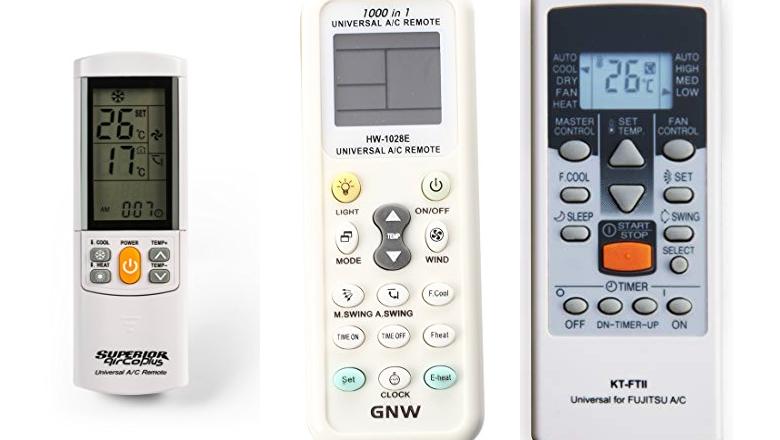 26 SET °C
17 °C
AM 007
F. COOL POWER TEMP+
F. HEAT TEMP-
SUPERIOR
airco plus
Universal A/C Remote
1000 in 1
UNIVERSAL A/C REMOTE
HW-1028E
UNIVERSAL A/C REMOTE
LIGHT ON/OFF
TEMP
MODE WIND
F.Cool
M.SWING A.SWING
TIME ON TIME OFF Fheat
Set E-heat
CLOCK
GNW
AUTO AUTO
COOL HIGH
DRY 26°C MED
FAN LOW
HEAT
MASTER CONTROL SET TEMP. FAN CONTROL
F.COOL SET
SLEEP SWING
START STOP
SELECT
TIMER
O I
OFF DN-TIMER-UP ON
KT-FTII
Universal for FUJITSU A/C